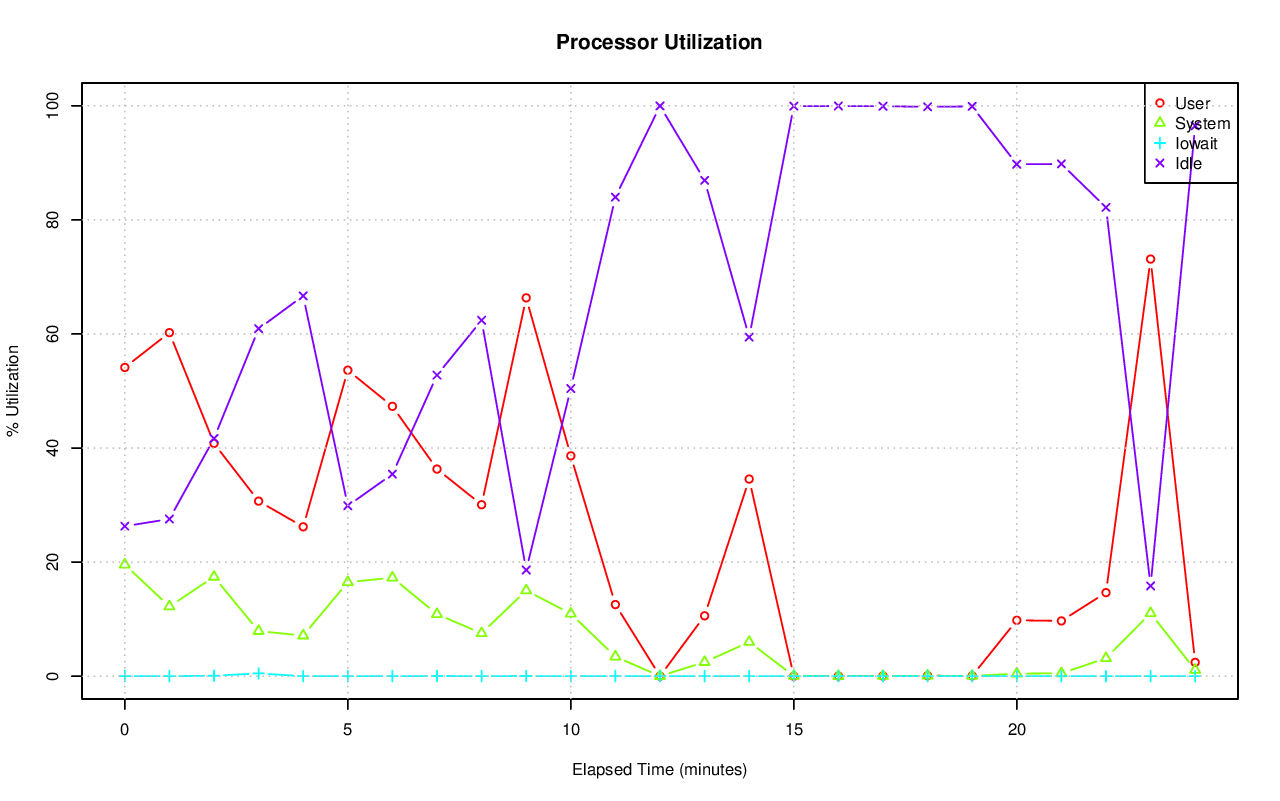 Processor Utilization
% Utilization
100
80
60
40
20
0
User
System
Iowait
Idle
0 5 10 15 20
Elapsed Time (minutes)